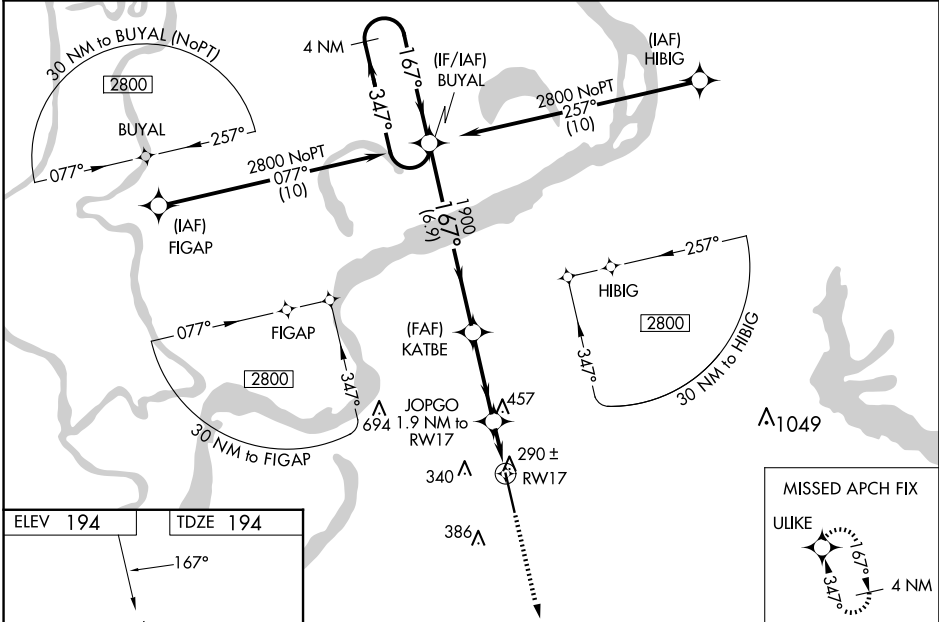 30 NM to BUYAL (NoPT)
2800
BUYAL
077°
257°
4 NM
167°
347°
(IF/IAF)
BUYAL
(IAF)
HIBIG
2800 NoPT
257°
(10)
2800 NoPT
077°
(10)
(IAF)
FIGAP
1900
167°
(6.9)
077°
FIGAP
2800
347°
30 NM to FIGAP
257°
HIBIG
2800
347°
30 NM to HIBIG
(FAF)
KATBE
JOPGO
1.9 NM to
RW17
457
694
1049
290 ±
RW17
340
386
ELEV 194
TDZE 194
167°
MISSED APCH FIX
ULIKE
167°
347°
4 NM